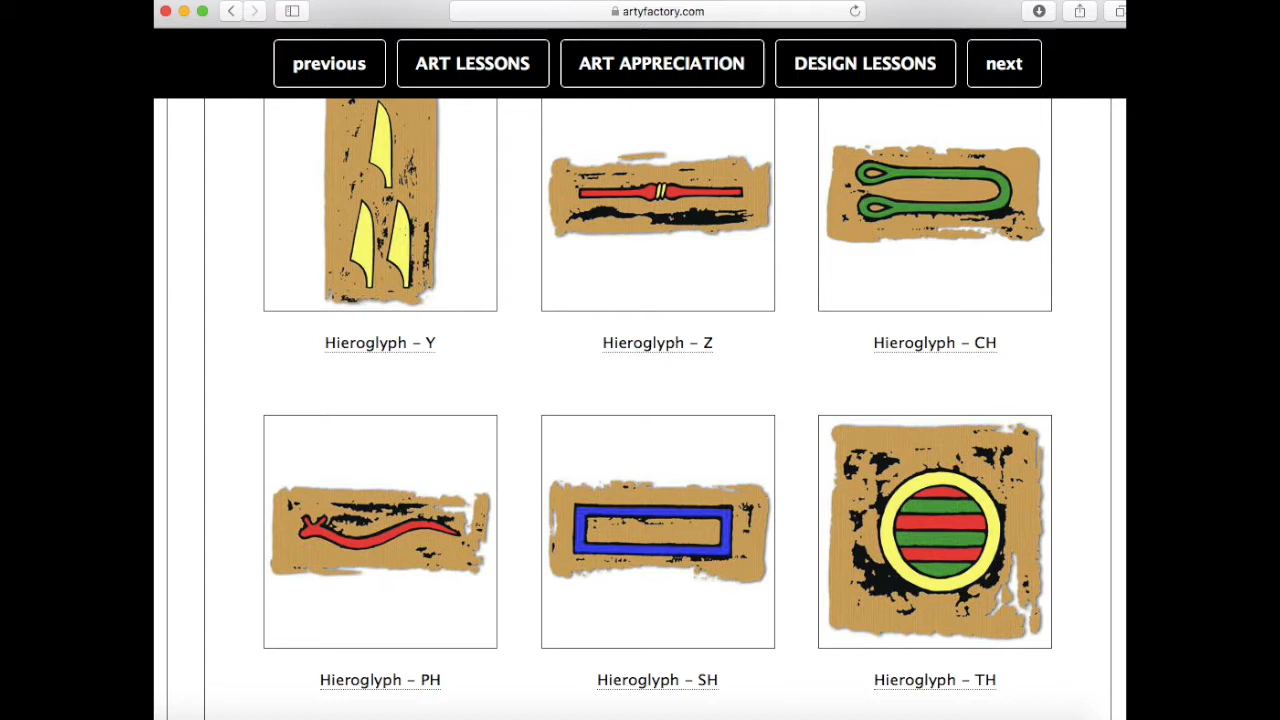 artyfactory.com
previous ART LESSONS ART APPRECIATION DESIGN LESSONS next
Hieroglyph – Y Hieroglyph – Z Hieroglyph – CH
Hieroglyph – PH Hieroglyph – SH Hieroglyph – TH